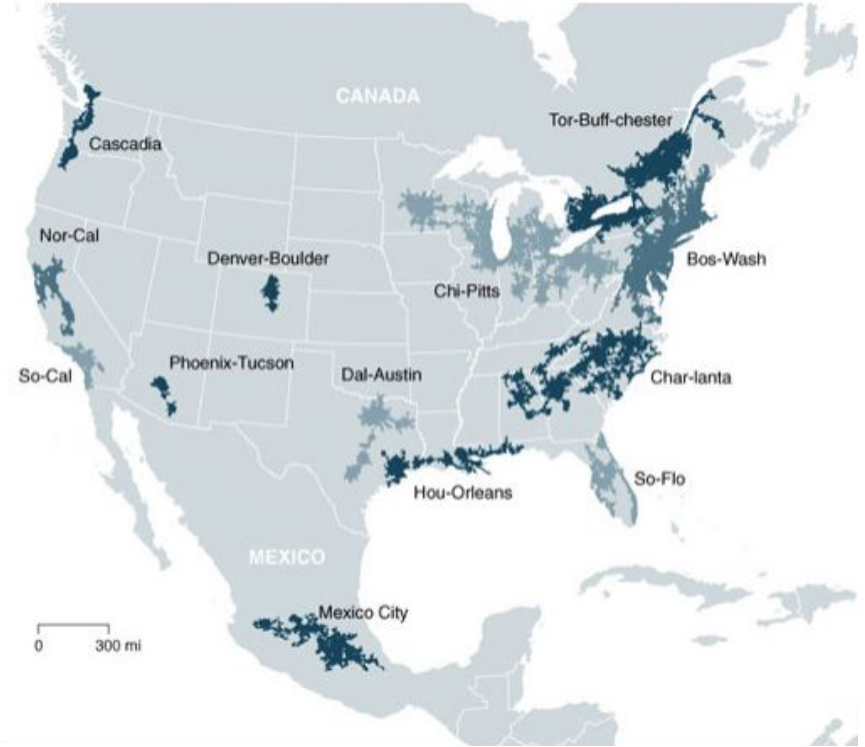 CANADA
Tor-Buff-chester
Cascadia
Nor-Cal
Denver-Boulder
Bos-Wash
Chi-Pitts
Phoenix-Tucson
Dal-Austin
So-Cal
Char-lanta
So-Flo
Hou-Orleans
MEXICO
Mexico City
0 300 mi